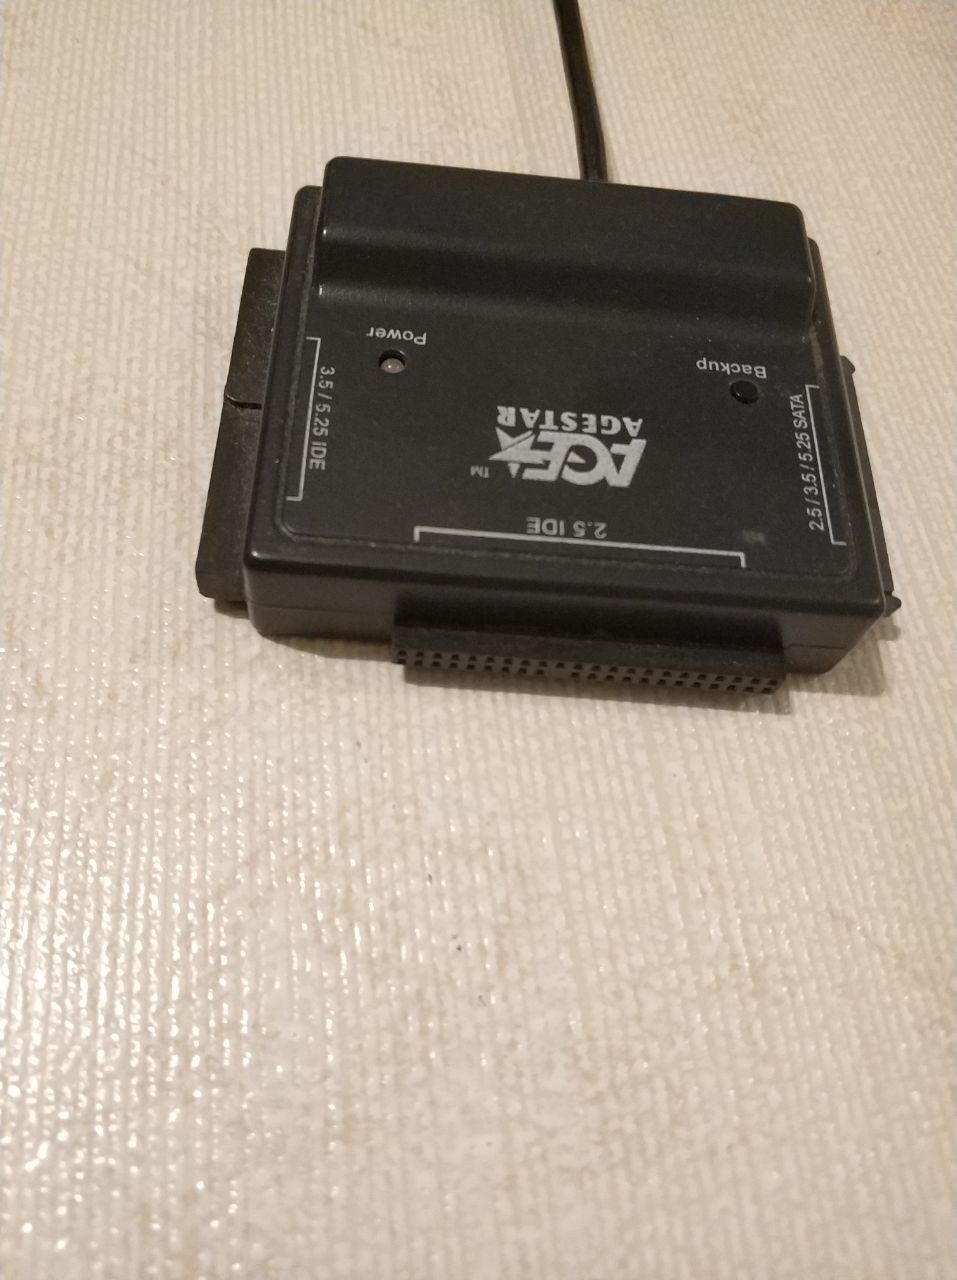 2.5 IDE
AGE ™
AGESTAR
Backup
Power
3.5 / 5.25 IDE
2.5 / 3.5 / 5.25 SATA